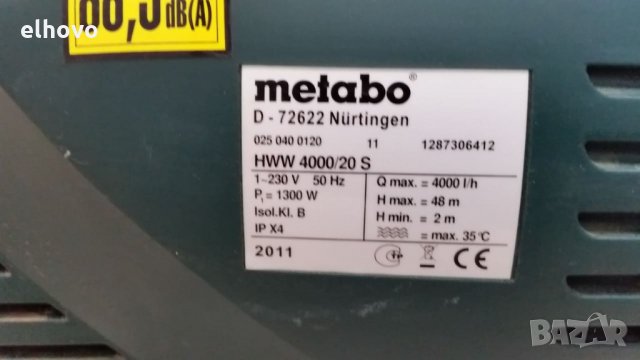 elhovo
dB(A)
metabo®
D - 72622 Nürtingen
025 040 0120 11 1287306412
HWW 4000/20 S
1~230 V 50 Hz
P₁ = 1300 W
Isol.Kl. B
IP X4
Q max. = 4000 l/h
H max. = 48 m
H min. = 2 m
= max. 35°C
2011
CE
BAZAR